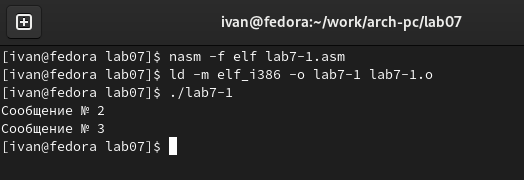 ivan@fedora:~/work/arch-pc/lab07
[ivan@fedora lab07]$ nasm -f elf lab7-1.asm
[ivan@fedora lab07]$ ld -m elf_i386 -o lab7-1 lab7-1.o
[ivan@fedora lab07]$ ./lab7-1
Сообщение № 2
Сообщение № 3
[ivan@fedora lab07]$